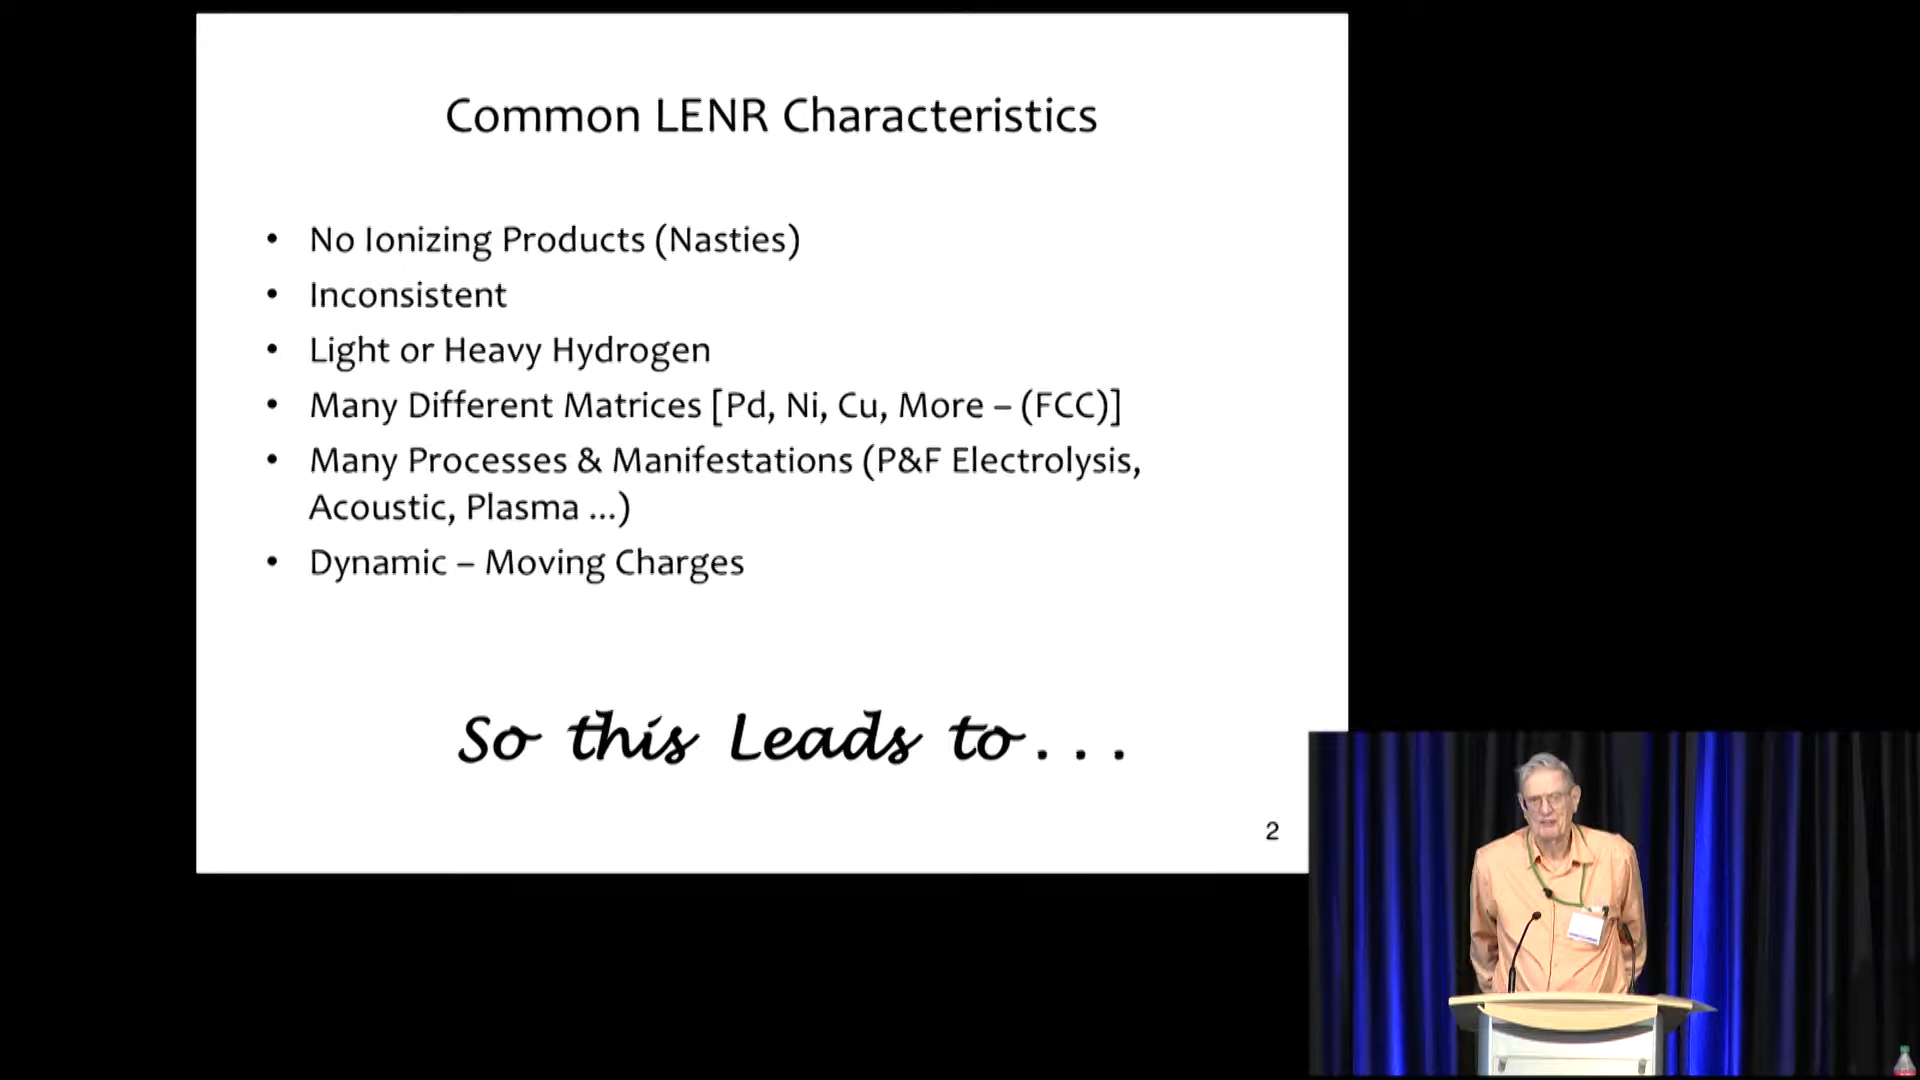 Common LENR Characteristics
• No Ionizing Products (Nasties)
• Inconsistent
• Light or Heavy Hydrogen
• Many Different Matrices [Pd, Ni, Cu, More – (FCC)]
• Many Processes & Manifestations (P&F Electrolysis,
Acoustic, Plasma ...)
• Dynamic – Moving Charges
So this Leads to . . .
2